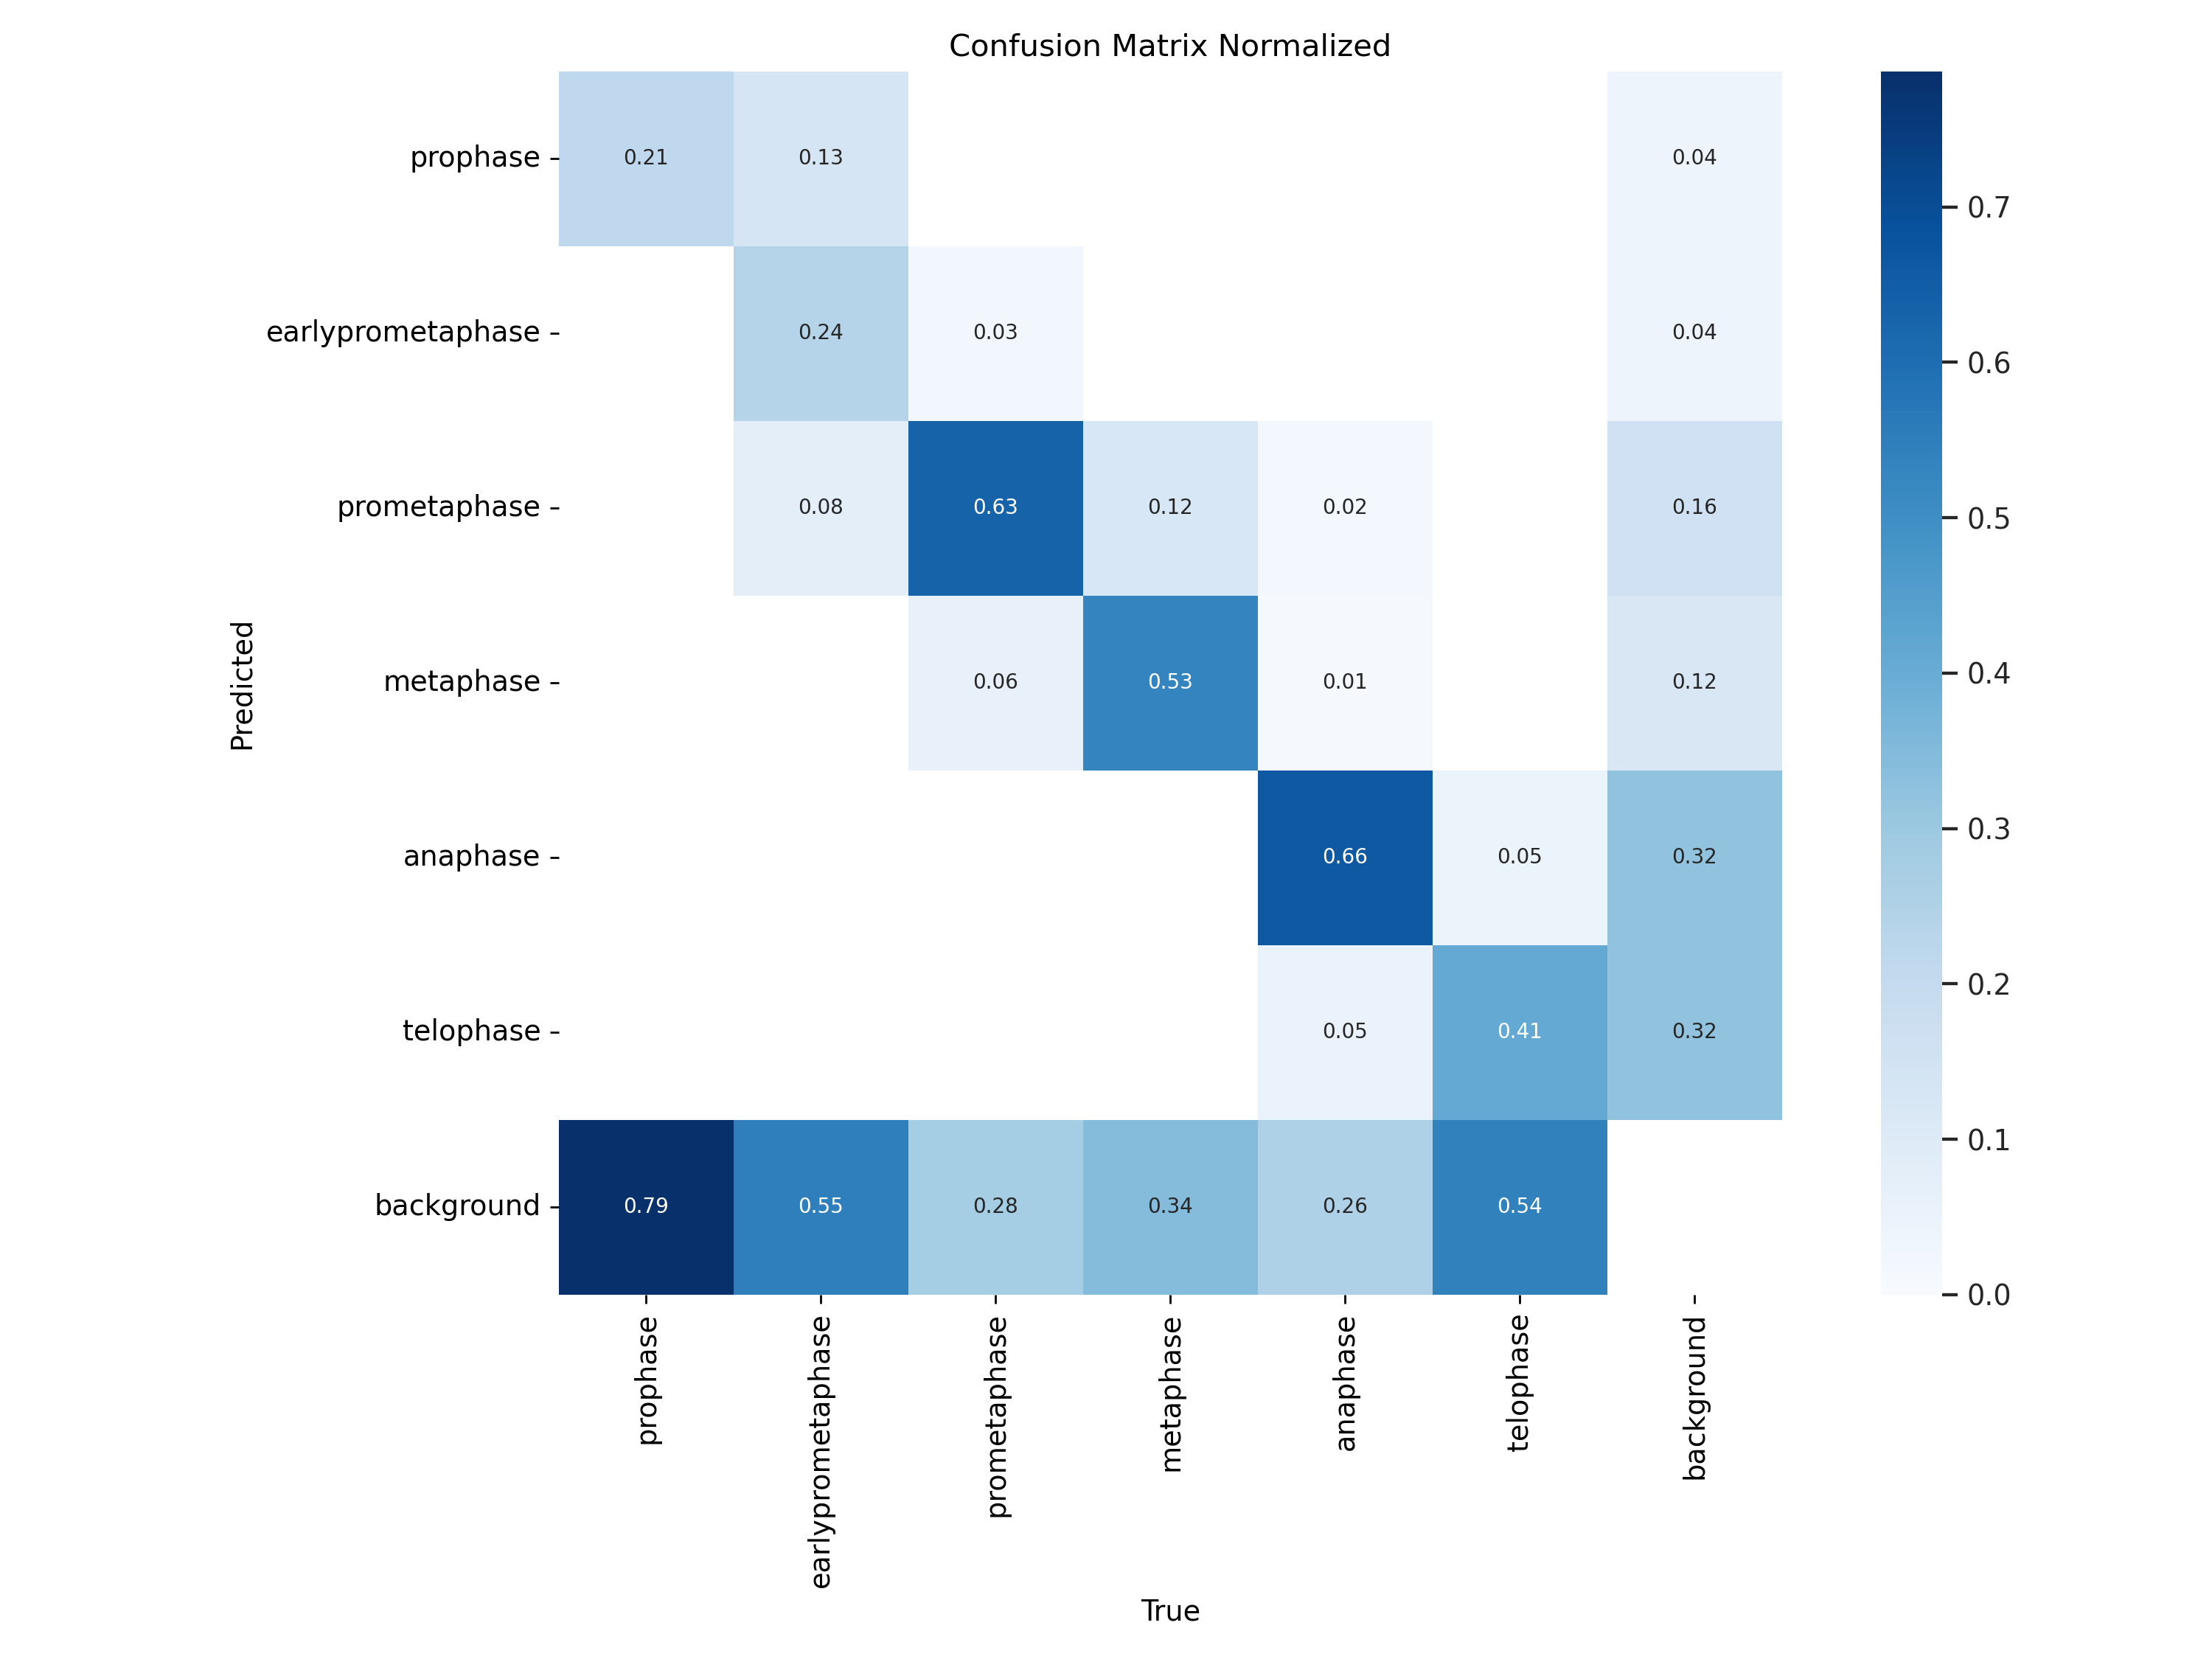 Confusion Matrix Normalized
prophase
0.21
0.13
0.04
earlyprometaphase
0.24
0.03
0.04
prometaphase
0.08
0.63
0.12
0.02
0.16
metaphase
0.06
0.53
0.01
0.12
anaphase
0.66
0.05
0.32
telophase
0.05
0.41
0.32
background
0.79
0.55
0.28
0.34
0.26
0.54
Predicted
prophase
earlyprometaphase
prometaphase
metaphase
anaphase
telophase
background
True
0.7
0.6
0.5
0.4
0.3
0.2
0.1
0.0